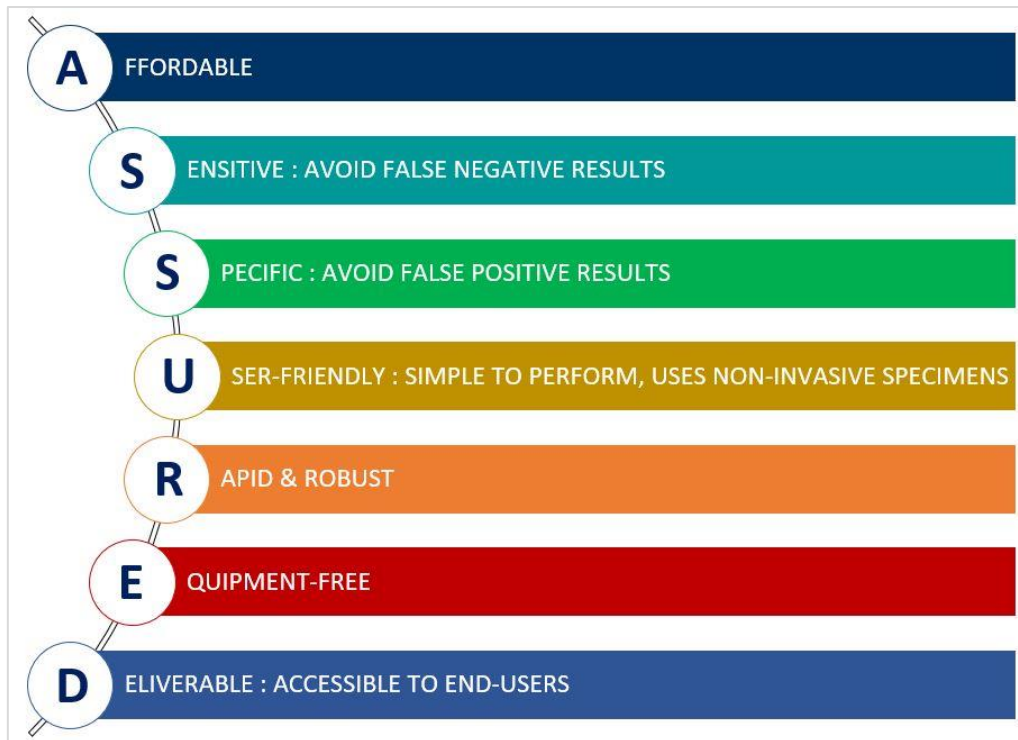 A FFORDABLE
S ENSITIVE : AVOID FALSE NEGATIVE RESULTS
S PECIFIC : AVOID FALSE POSITIVE RESULTS
U SER-FRIENDLY : SIMPLE TO PERFORM, USES NON-INVASIVE SPECIMENS
R APID & ROBUST
E QUIPMENT-FREE
D ELIVERABLE : ACCESSIBLE TO END-USERS